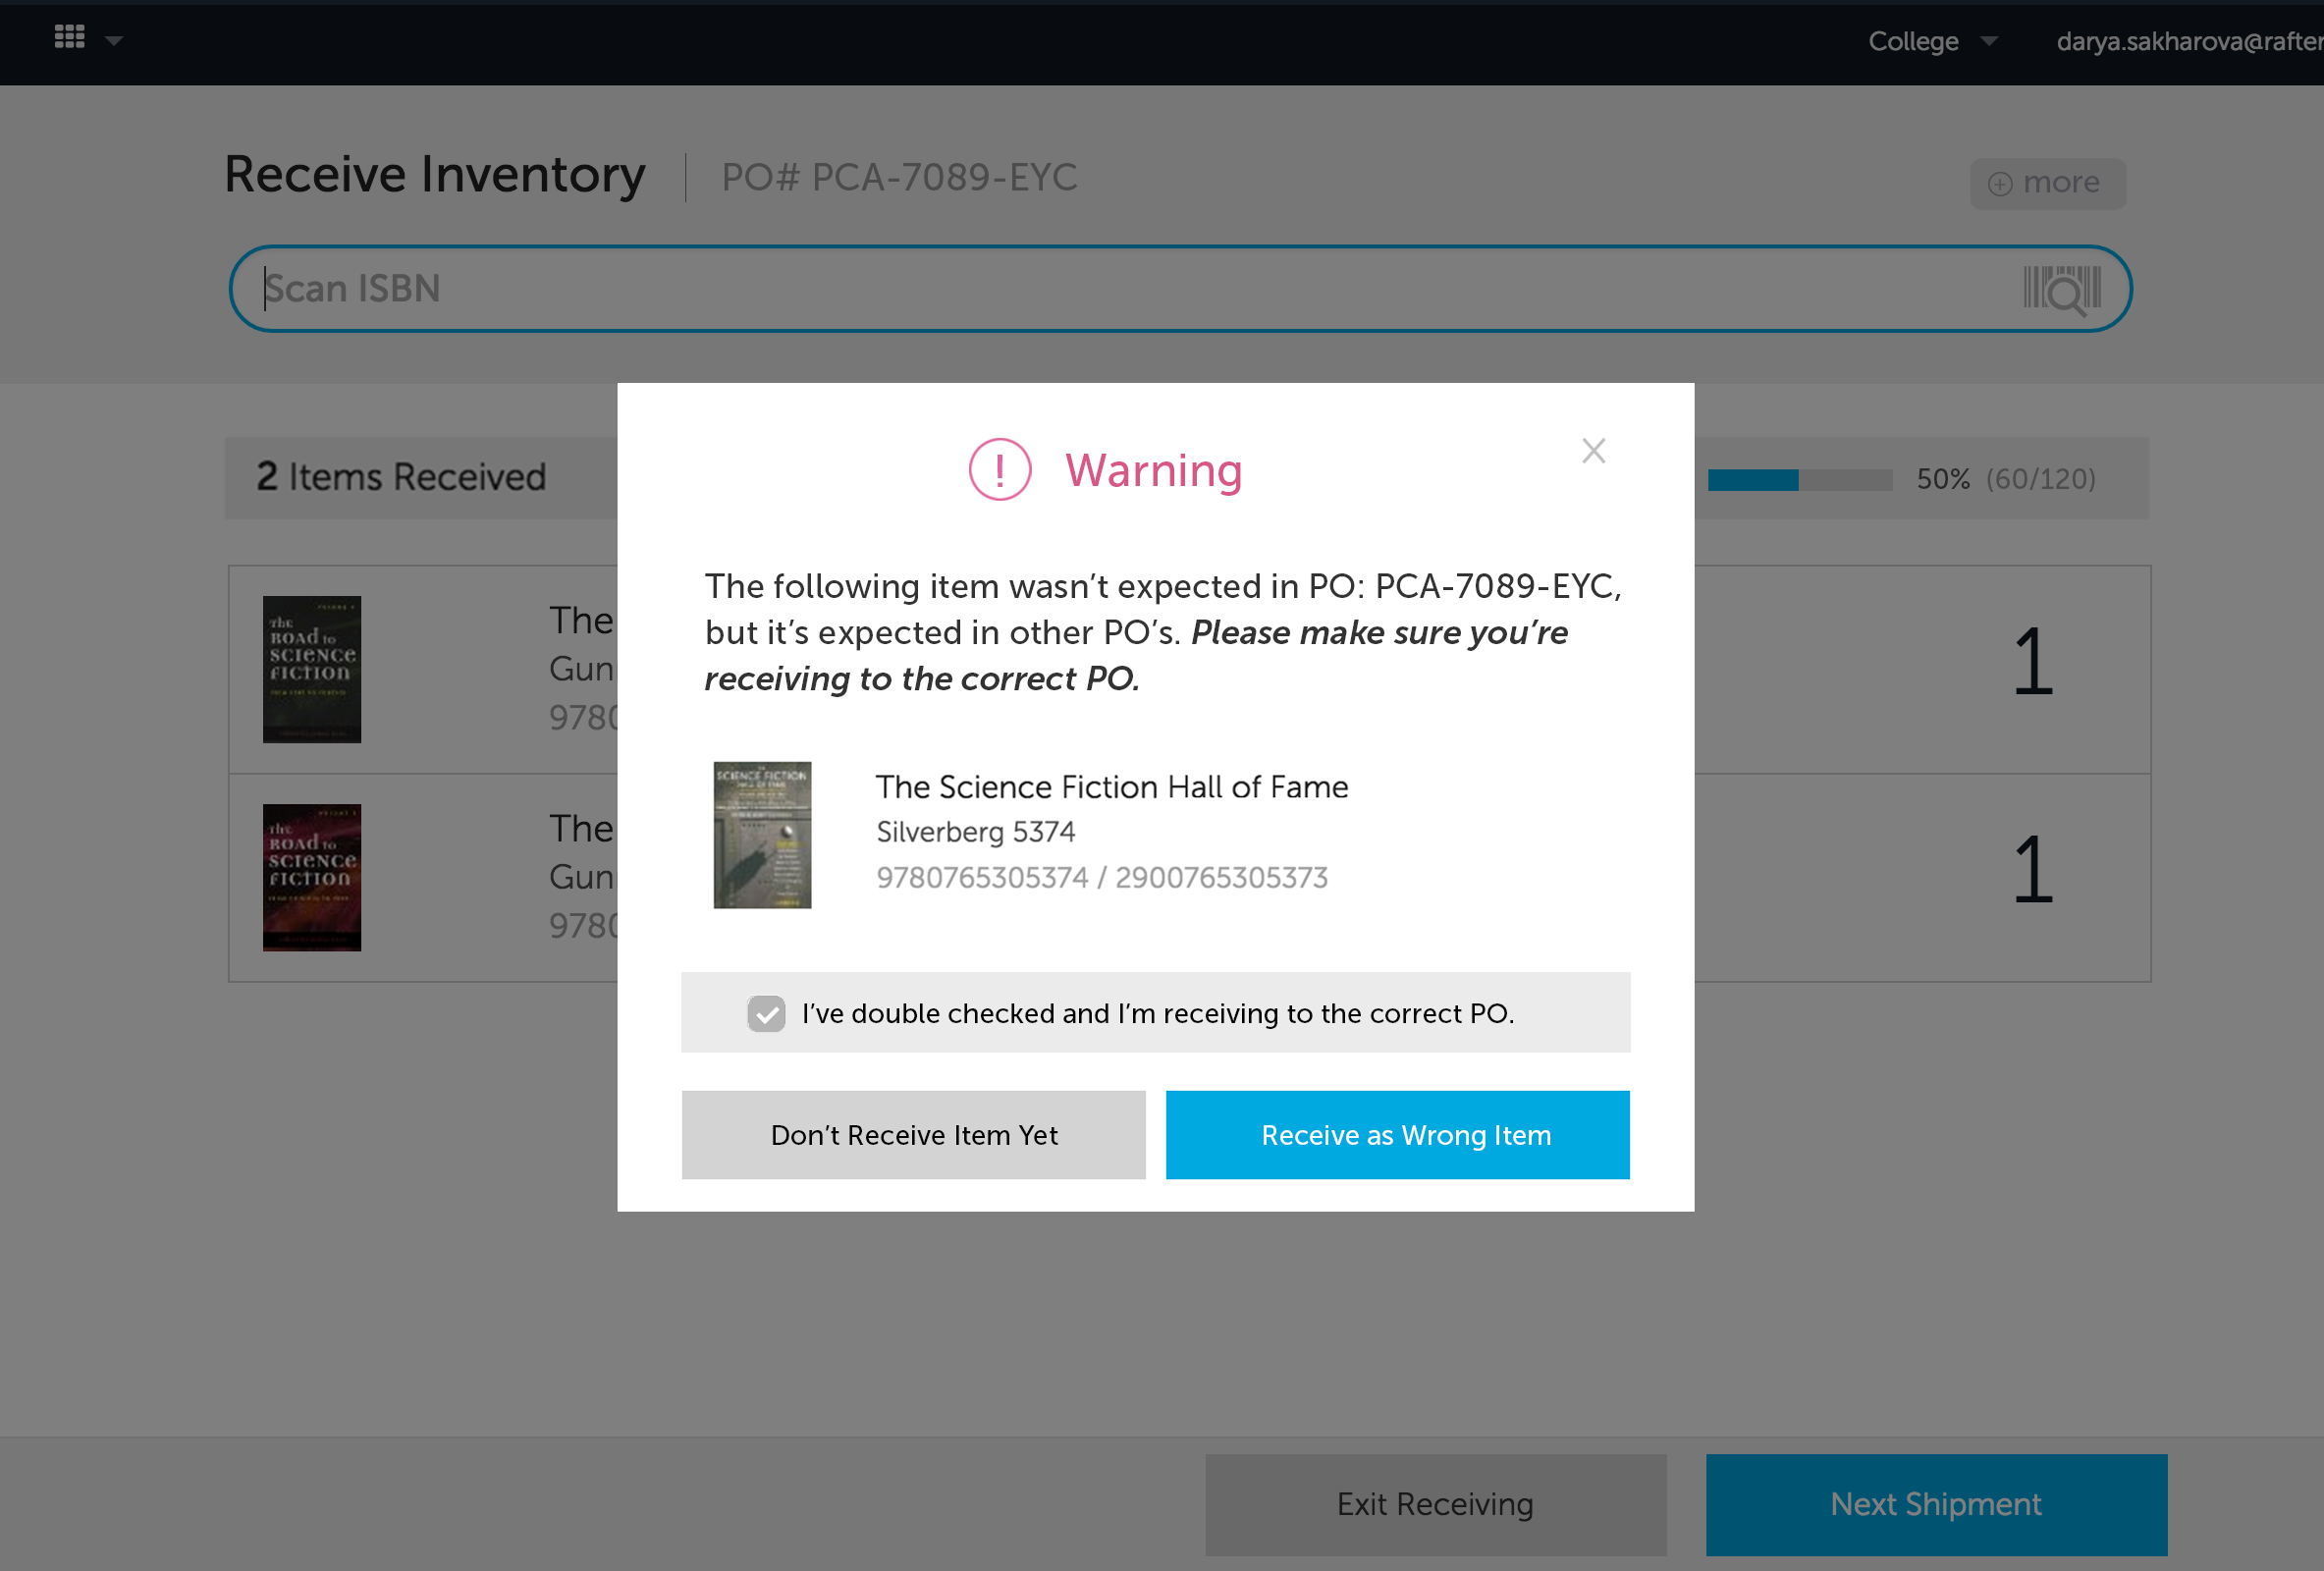 College
darya.sakharova@rafter
Receive Inventory
PO# PCA-7089-EYC
more
Scan ISBN
2 Items Received
50% (60/120)
The
ROAD to
SCIENCE
FICTION
The
Gun
978
1
The
ROAD to
SCIENCE
FICTION
The
Gun
978
1
Warning
The following item wasn’t expected in PO: PCA-7089-EYC,
but it’s expected in other PO’s. Please make sure you’re
receiving to the correct PO.
SCIENCE FICTION
HALL OF FAME
The Science Fiction Hall of Fame
Silverberg 5374
9780765305374 / 2900765305373
I’ve double checked and I’m receiving to the correct PO.
Don’t Receive Item Yet
Receive as Wrong Item
Exit Receiving
Next Shipment